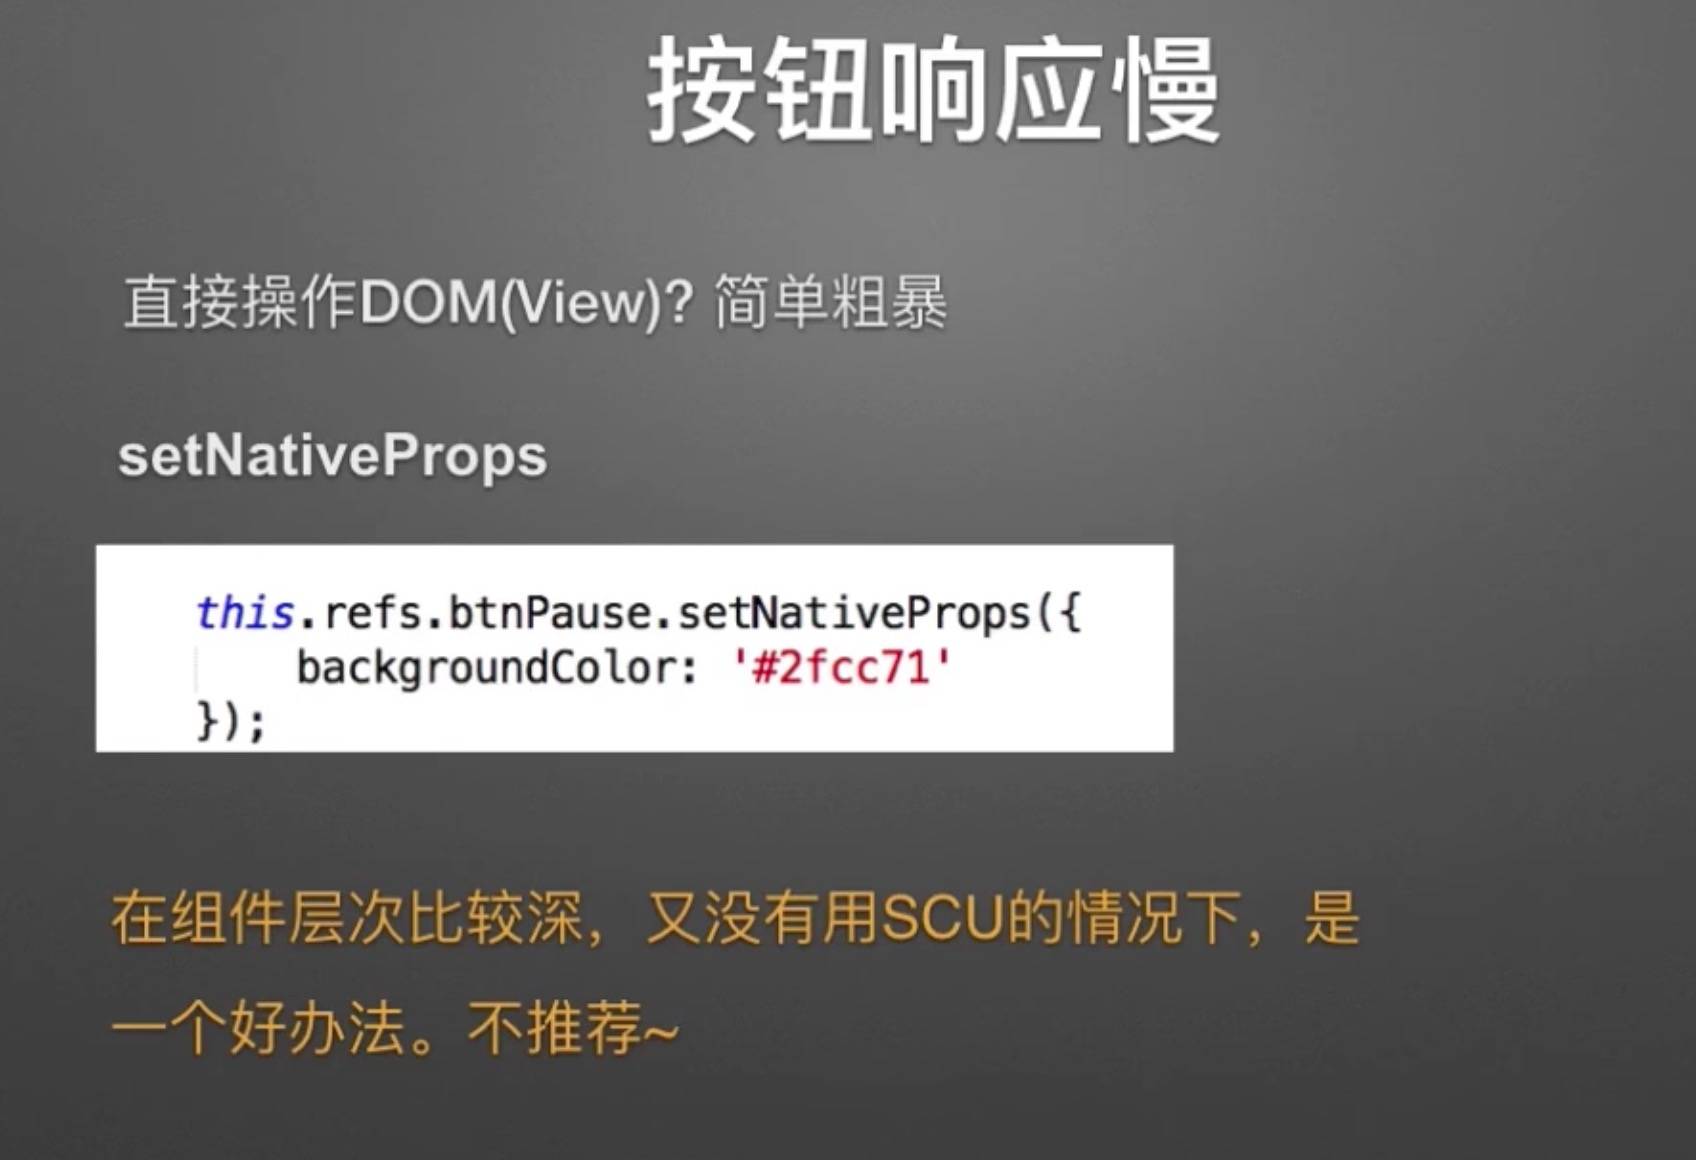 按钮响应慢
直接操作DOM(View)? 简单粗暴
setNativeProps
this.refs.btnPause.setNativeProps({
    backgroundColor: '#2fcc71'
});
在组件层次比较深，又没有用SCU的情况下，是
一个好办法。不推荐~